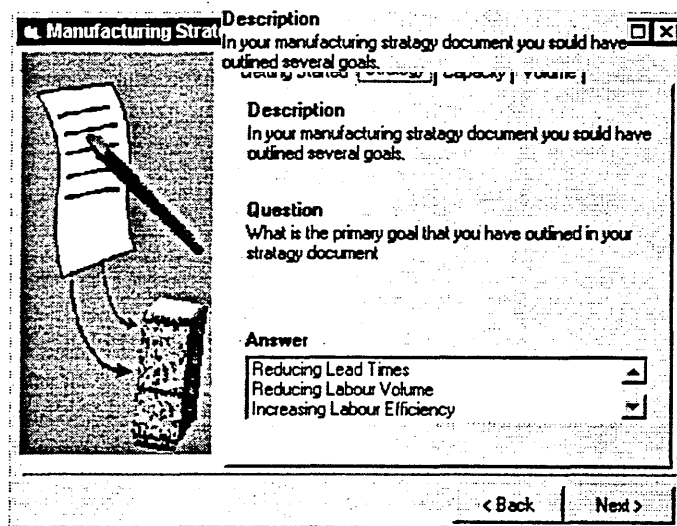 Manufacturing Strat
Description
In your manufacturing stratagy document you sould have
outlined several goals.
Getting Started Strategy Capacity Volume
Description
In your manufacturing stratagy document you sould have
outlined several goals.
Question
What is the primary goal that you have outlined in your
stratagy document
Answer
Reducing Lead Times
Reducing Labour Volume
Increasing Labour Efficiency
< Back Next >